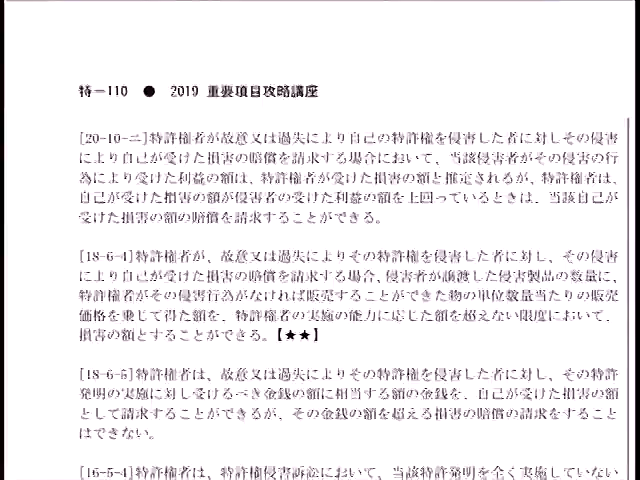 特－110 ● 2019 重要項目攻略講座
[20-10-ニ]特許権者が故意又は過失により自己の特許権を侵害した者に対しその侵害
により自己が受けた損害の賠償を請求する場合において、当該侵害者がその侵害の行
為により受けた利益の額は、特許権者が受けた損害の額と推定されるが、特許権者は、
自己が受けた損害の額が侵害者の受けた利益の額を上回っているときは、当該自己が
受けた損害の額の賠償を請求することができる。
[18-6-4]特許権者が、故意又は過失によりその特許権を侵害した者に対し、その侵害
により自己が受けた損害の賠償を請求する場合、侵害者が譲渡した侵害製品の数量に、
特許権者がその侵害行為がなければ販売することができた物の単位数量当たりの販売
価格を乗じて得た額を、特許権者の実施の能力に応じた額を超えない限度において、
損害の額とすることができる。【★★】
[18-6-5]特許権者は、故意又は過失によりその特許権を侵害した者に対し、その特許
発明の実施に対し受けるべき金銭の額に相当する額の金銭を、自己が受けた損害の額
として請求することができるが、その金銭の額を超える損害の賠償の請求をすること
はできない。
[16-5-4]特許権者は、特許権侵害訴訟において、当該特許発明を全く実施していない